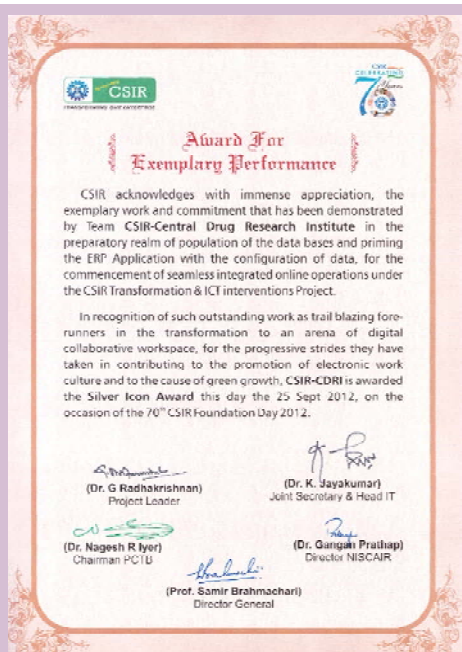 CSIR
TRANSFORMING OUR ENTERPRISE
CSIR
CELEBRATING
70 Years
Award For
Exemplary Performance
CSIR acknowledges with immense appreciation, the
exemplary work and commitment that has been demonstrated
by Team CSIR-Central Drug Research Institute in the
preparatory realm of population of the data bases and priming
the ERP Application with the configuration of data, for the
commencement of seamless integrated online operations under
the CSIR Transformation & ICT interventions Project.
In recognition of such outstanding work as trail blazing fore-
runners in the transformation to an arena of digital
collaborative workspace, for the progressive strides they have
taken in contributing to the promotion of electronic work
culture and to the cause of green growth, CSIR-CDRI is awarded
the Silver Icon Award this day the 25 Sept 2012, on the
occasion of the 70th CSIR Foundation Day 2012.
(Dr. G Radhakrishnan)
Project Leader
(Dr. K. Jayakumar)
Joint Secretary & Head IT
(Dr. Nagesh R Iyer)
Chairman PCTB
(Dr. Gangan Prathap)
Director NISCAIR
(Prof. Samir Brahmachari)
Director General